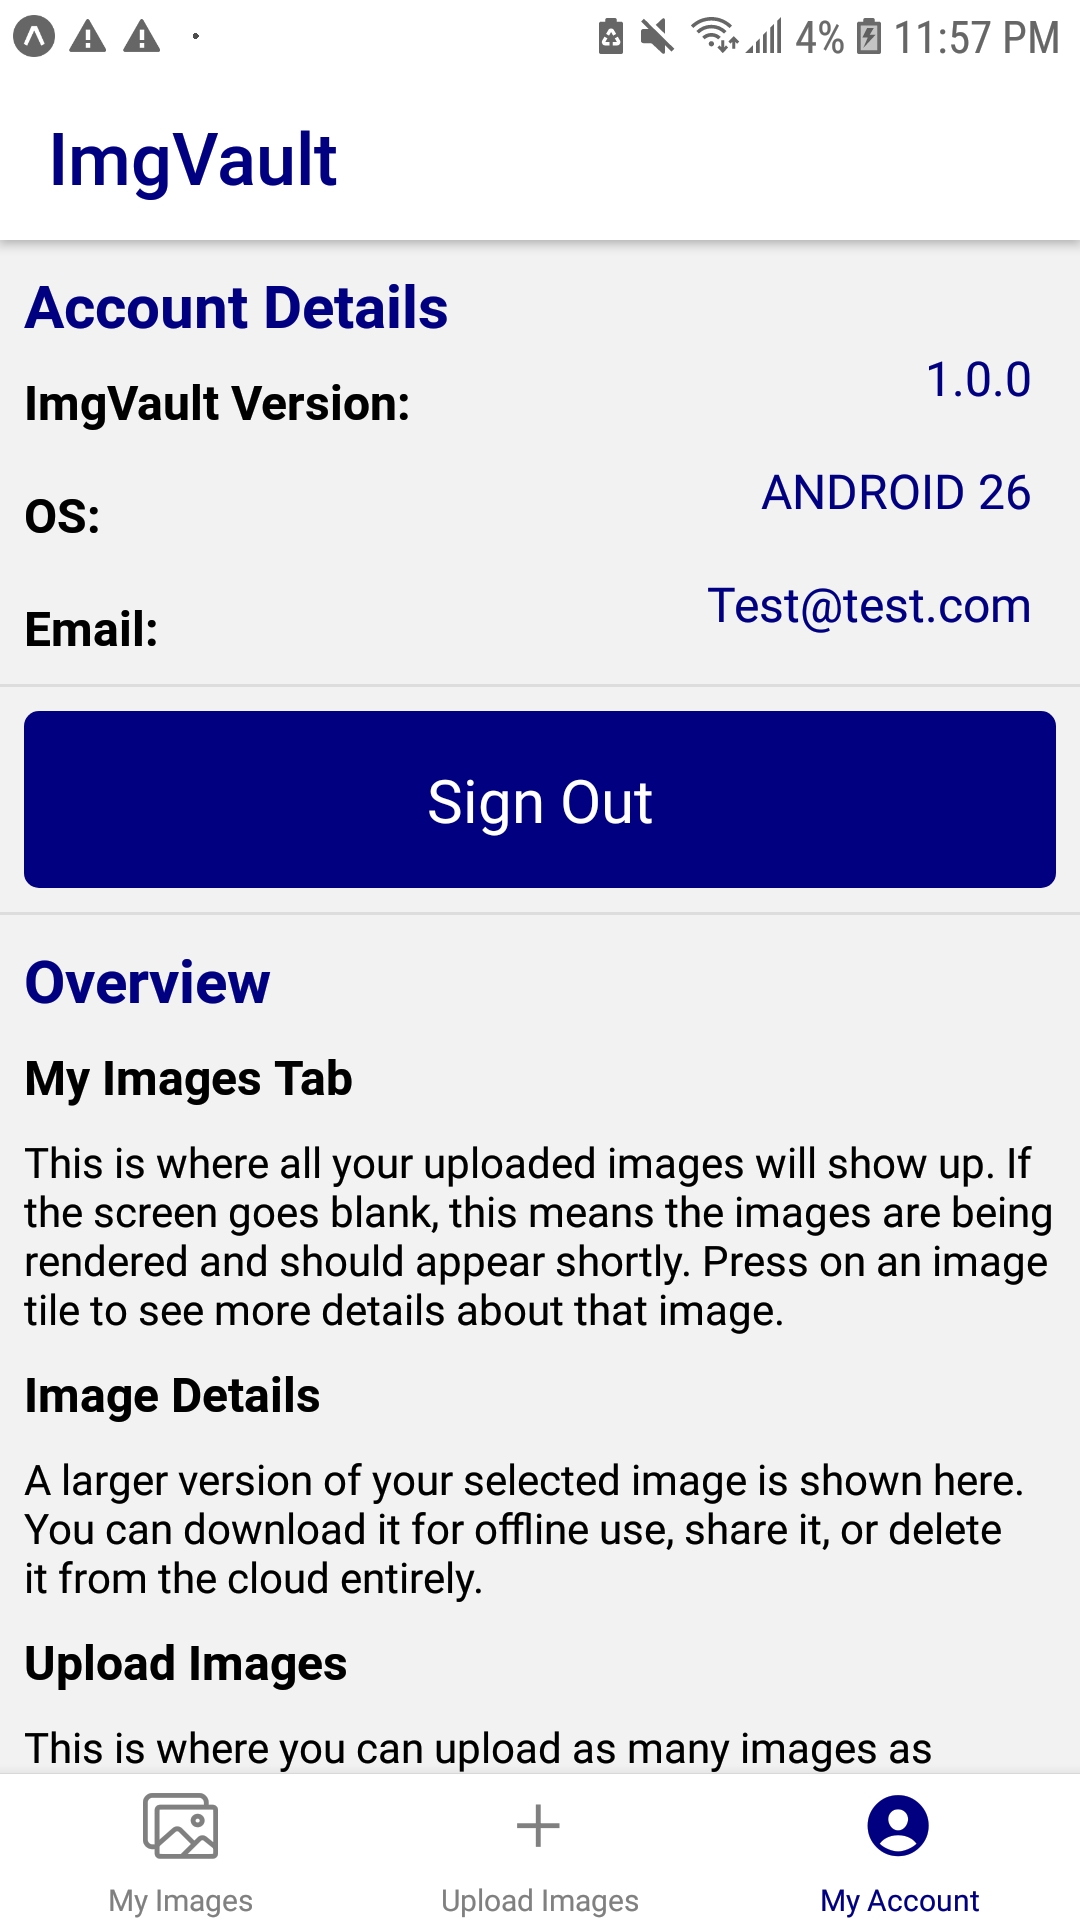 4% 11:57 PM
ImgVault
Account Details
ImgVault Version: 1.0.0
OS: ANDROID 26
Email: Test@test.com
Sign Out
Overview
My Images Tab
This is where all your uploaded images will show up. If
the screen goes blank, this means the images are being
rendered and should appear shortly. Press on an image
tile to see more details about that image.
Image Details
A larger version of your selected image is shown here.
You can download it for offline use, share it, or delete
it from the cloud entirely.
Upload Images
This is where you can upload as many images as
My Images Upload Images My Account